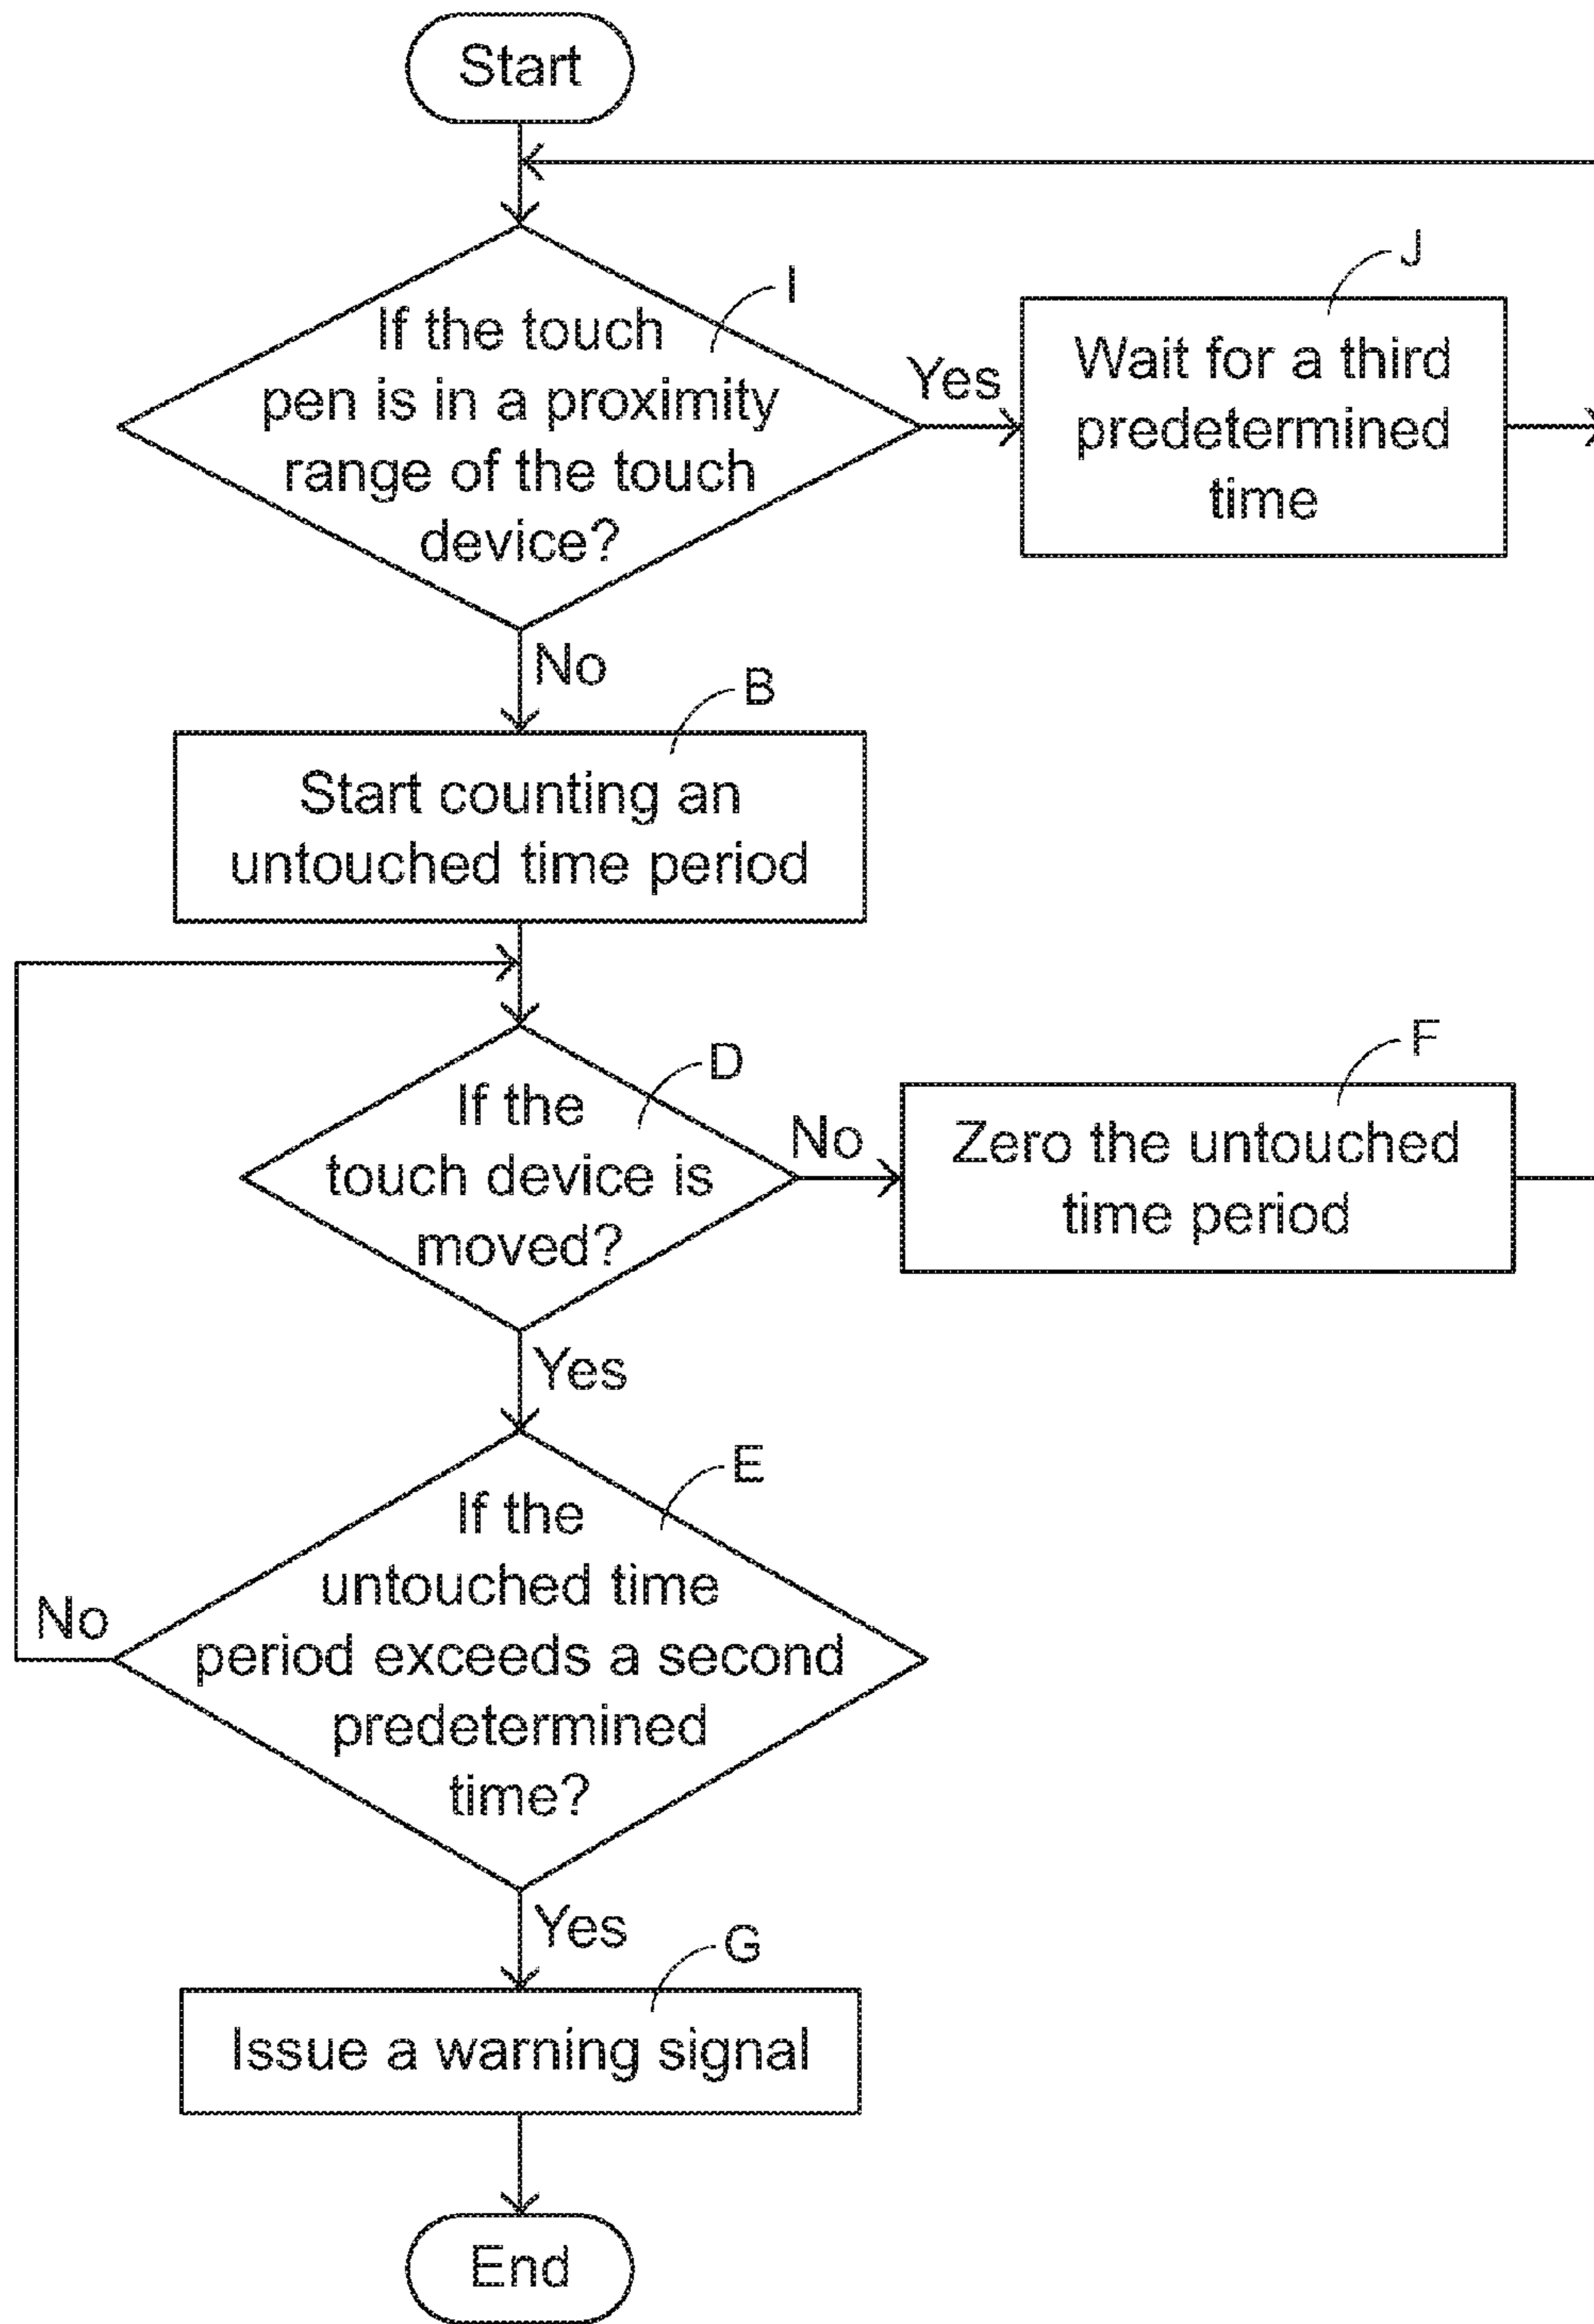 Start
I
If the touch
pen is in a proximity
range of the touch
device?
Yes
J
Wait for a third
predetermined
time
No
B
Start counting an
untouched time period
D
If the
touch device is
moved?
No
F
Zero the untouched
time period
Yes
E
If the
untouched time
period exceeds a second
predetermined
time?
No
Yes
G
Issue a warning signal
End